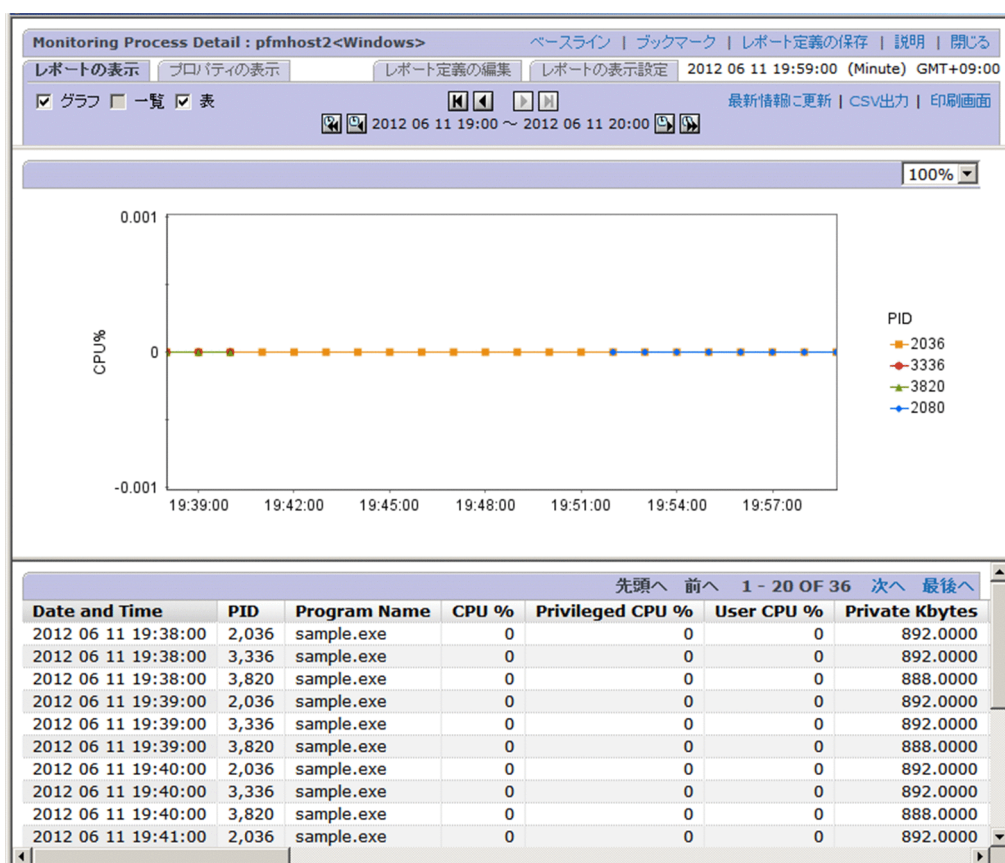 Monitoring Process Detail : pfmhost2<Windows> ベースライン | ブックマーク | レポート定義の保存 | 説明 | 閉じる
レポートの表示 プロパティの表示 レポート定義の編集 レポートの表示設定 2012 06 11 19:59:00 (Minute) GMT+09:00
グラフ 一覧 表 最新情報に更新 | CSV出力 | 印刷画面
2012 06 11 19:00 ～ 2012 06 11 20:00
100%
0.001
0
-0.001
CPU%
19:39:00 19:42:00 19:45:00 19:48:00 19:51:00 19:54:00 19:57:00
PID
2036
3336
3820
2080
先頭へ 前へ 1 - 20 OF 36 次へ 最後へ
Date and Time PID Program Name CPU % Privileged CPU % User CPU % Private Kbytes
2012 06 11 19:38:00 2,036 sample.exe 0 0 0 892.0000
2012 06 11 19:38:00 3,336 sample.exe 0 0 0 892.0000
2012 06 11 19:38:00 3,820 sample.exe 0 0 0 888.0000
2012 06 11 19:39:00 2,036 sample.exe 0 0 0 892.0000
2012 06 11 19:39:00 3,336 sample.exe 0 0 0 892.0000
2012 06 11 19:39:00 3,820 sample.exe 0 0 0 888.0000
2012 06 11 19:40:00 2,036 sample.exe 0 0 0 892.0000
2012 06 11 19:40:00 3,336 sample.exe 0 0 0 892.0000
2012 06 11 19:40:00 3,820 sample.exe 0 0 0 888.0000
2012 06 11 19:41:00 2,036 sample.exe 0 0 0 892.0000